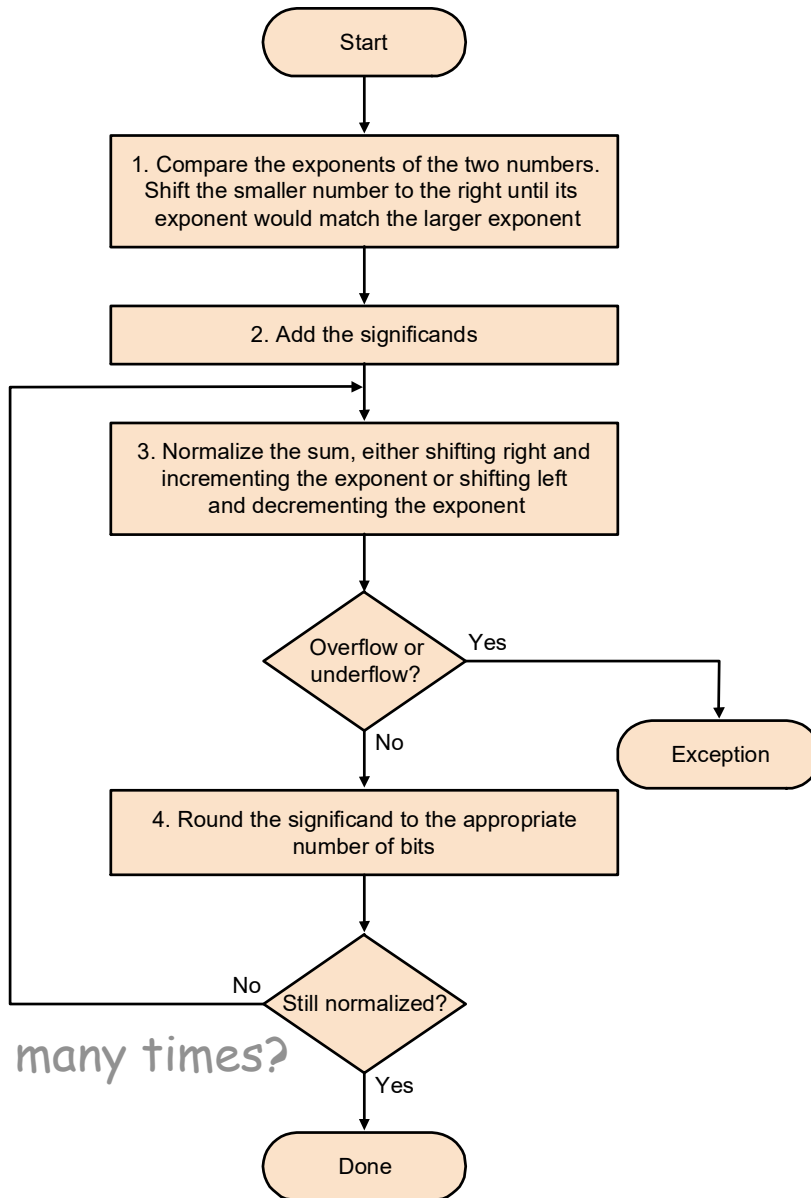 Start
1. Compare the exponents of the two numbers.
Shift the smaller number to the right until its
exponent would match the larger exponent
2. Add the significands
3. Normalize the sum, either shifting right and
incrementing the exponent or shifting left
and decrementing the exponent
Overflow or
underflow?
Yes
No
Exception
4. Round the significand to the appropriate
number of bits
No
Still normalized?
many times?
Yes
Done